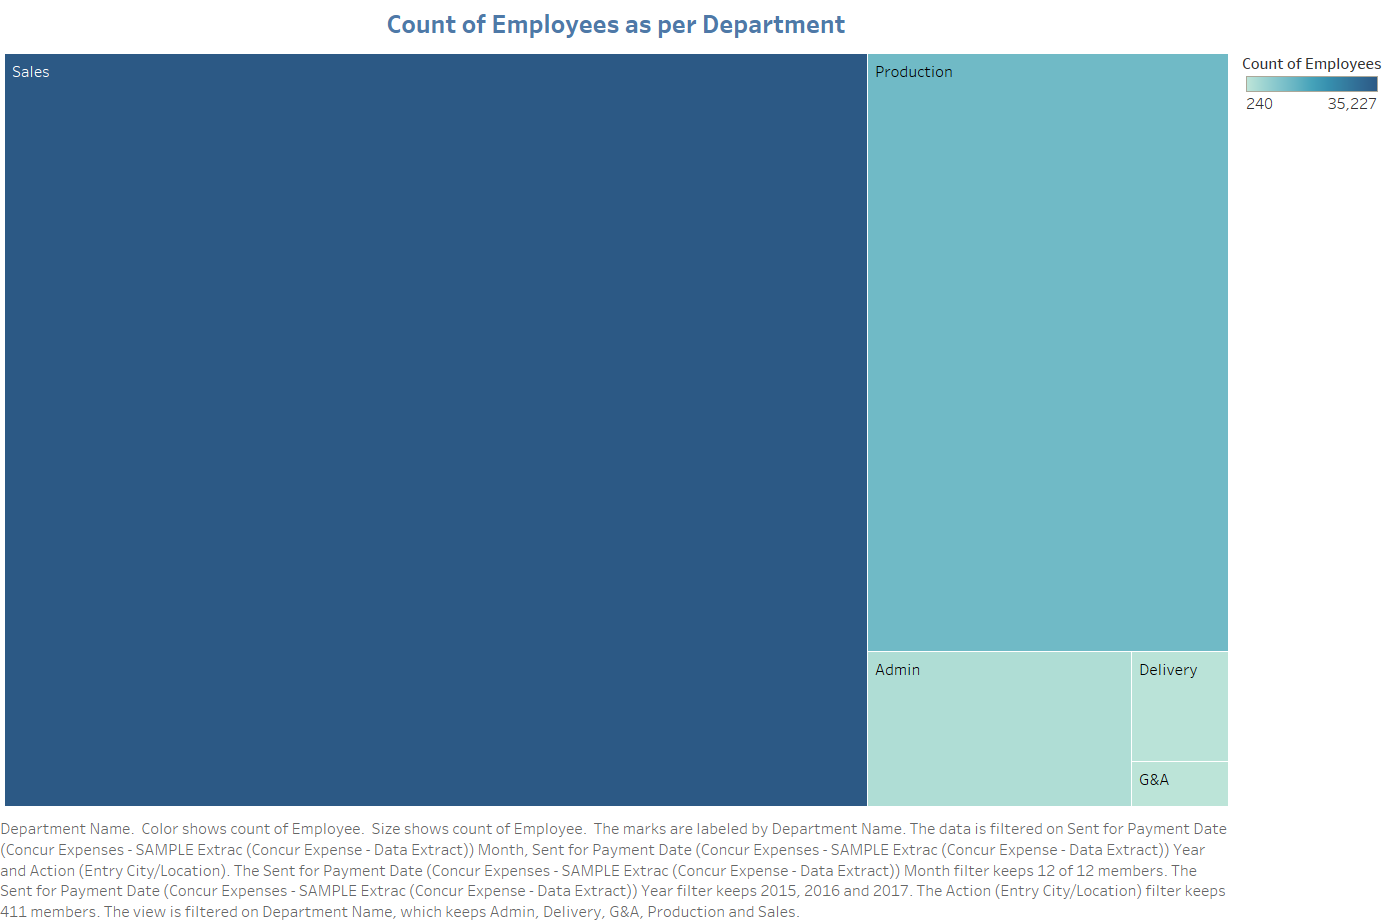 Count of Employees as per Department
Sales
Production
Count of Employees
240 35,227
Admin
Delivery
G&A
Department Name.  Color shows count of Employee.  Size shows count of Employee.  The marks are labeled by Department Name. The data is filtered on Sent for Payment Date
(Concur Expenses - SAMPLE Extrac (Concur Expense - Data Extract)) Month, Sent for Payment Date (Concur Expenses - SAMPLE Extrac (Concur Expense - Data Extract)) Year
and Action (Entry City/Location). The Sent for Payment Date (Concur Expenses - SAMPLE Extrac (Concur Expense - Data Extract)) Month filter keeps 12 of 12 members. The
Sent for Payment Date (Concur Expenses - SAMPLE Extrac (Concur Expense - Data Extract)) Year filter keeps 2015, 2016 and 2017. The Action (Entry City/Location) filter keeps
411 members. The view is filtered on Department Name, which keeps Admin, Delivery, G&A, Production and Sales.